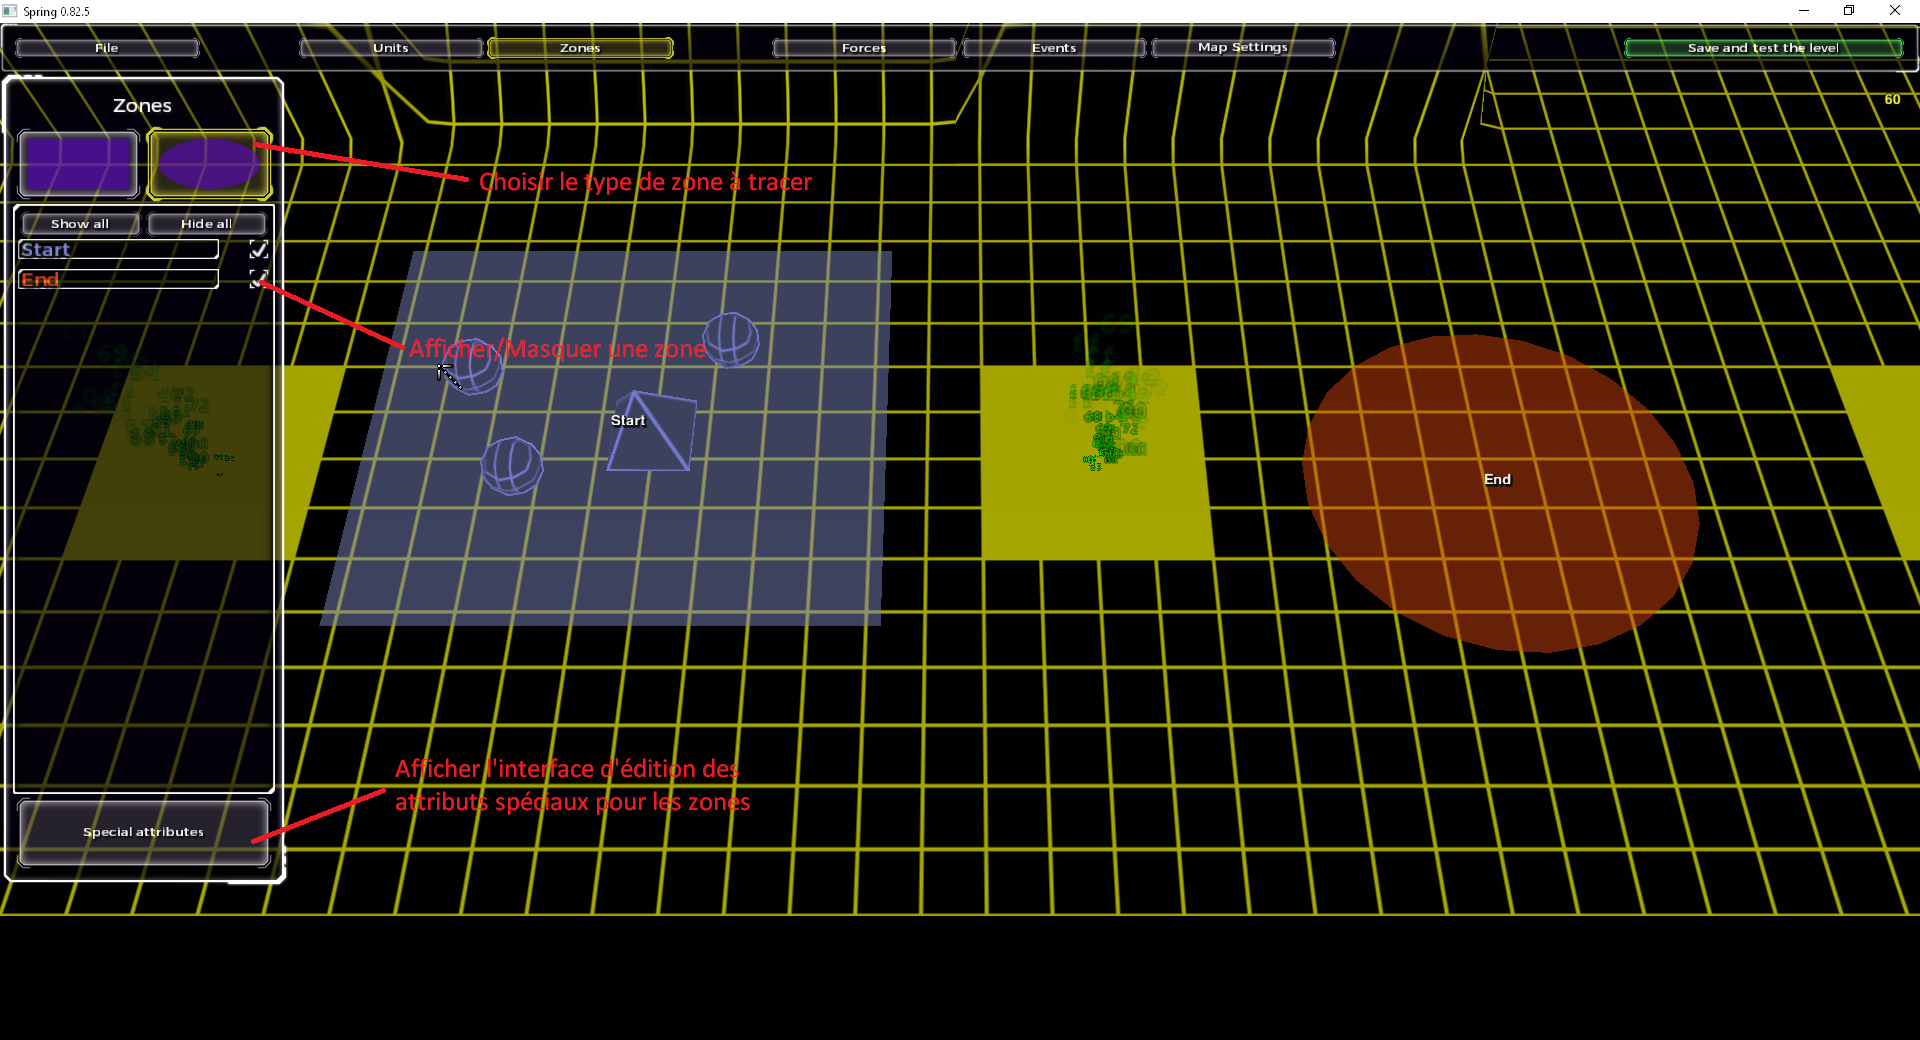 Spring 0.82.5
File
Units
Zones
Forces
Events
Map Settings
Save and test the level
60
Zones
Choisir le type de zone à tracer
Show all
Hide all
Start
End
Afficher/Masquer une zone
Start
End
Afficher l'interface d'édition des
attributs spéciaux pour les zones
Special attributes